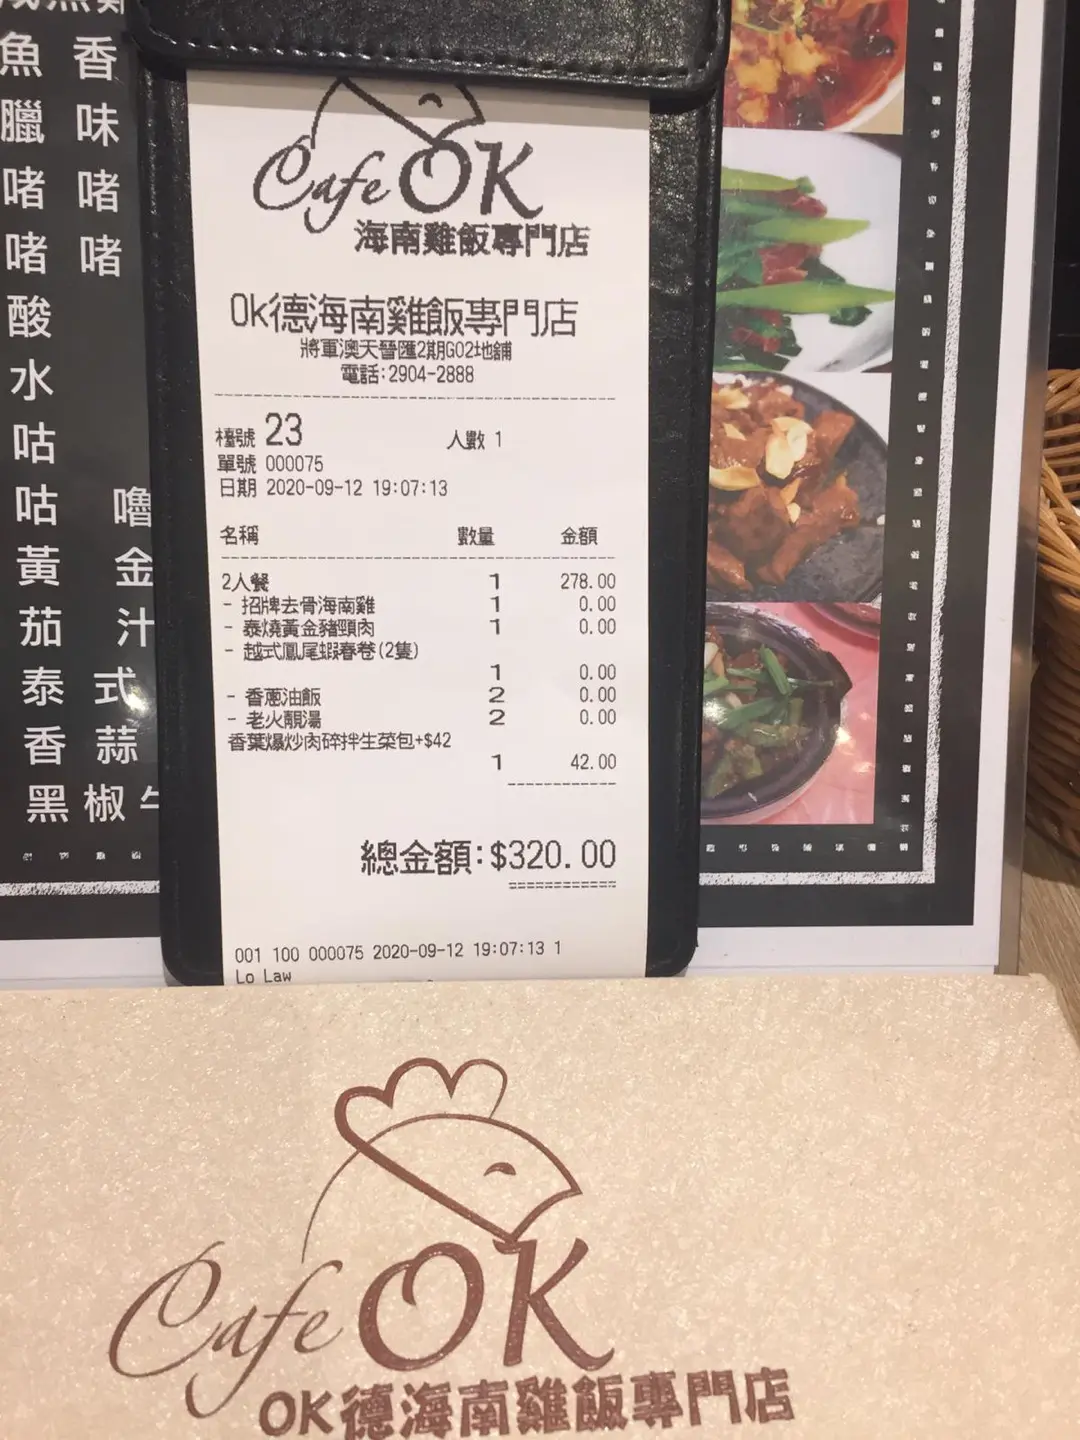 魚 香
臘 味
啫 啫
啫 啫
酸
水
咕
咕 嚕
黃 金
茄 汁
泰 式
香 蒜
黑 椒 牛
Cafe OK
海南雞飯專門店
Ok德海南雞飯專門店
將軍澳天晉匯2期G02地舖
電話:2904-2888
檯號 23 人數 1
單號 000075
日期 2020-09-12 19:07:13
名稱 數量 金額
2人餐 1 278.00
- 招牌去骨海南雞 1 0.00
- 泰燒黃金豬頸肉 1 0.00
- 越式鳳尾蝦春卷(2隻)
1 0.00
- 香蔥油飯 2 0.00
- 老火靚湯 2 0.00
香葉爆炒肉碎拌生菜包+$42
1 42.00
總金額:$320.00
001 100 000075 2020-09-12 19:07:13 1
Lo Law
Cafe OK
OK德海南雞飯專門店